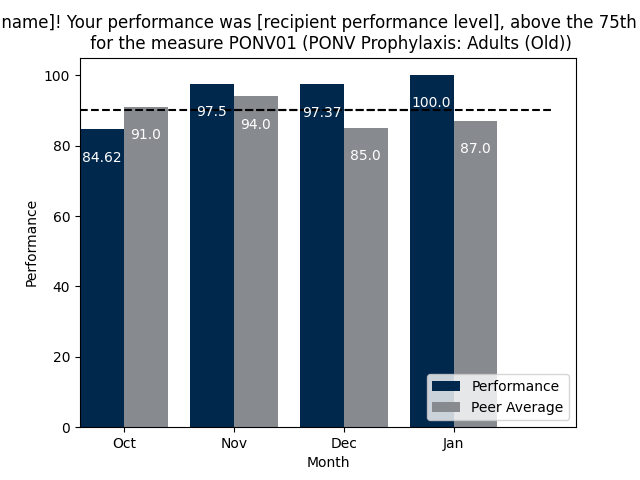 name]! Your performance was [recipient performance level], above the 75th
for the measure PONV01 (PONV Prophylaxis: Adults (Old))
100
80
60
40
20
0
Performance
84.62
91.0
97.5
94.0
97.37
85.0
100.0
87.0
Performance
Peer Average
Oct
Nov
Dec
Jan
Month